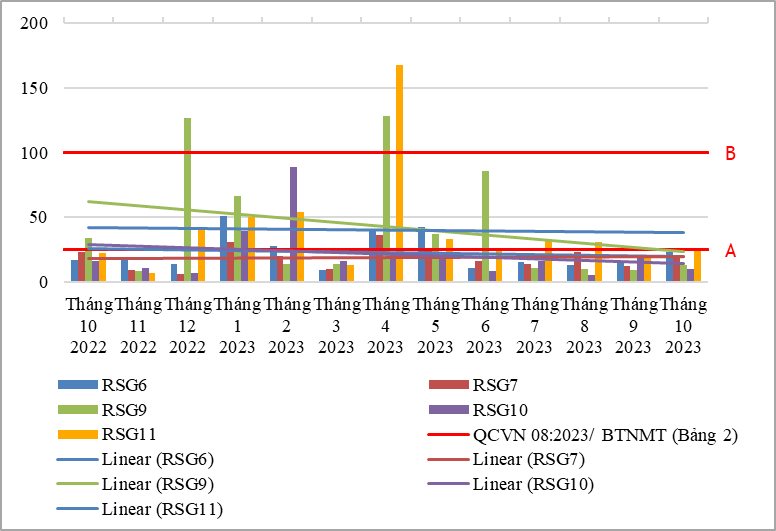 200
150
100
B
50
A
0
Tháng Tháng Tháng Tháng Tháng Tháng Tháng Tháng Tháng Tháng Tháng Tháng Tháng
10 11 12 1 2 3 4 5 6 7 8 9 10
2022 2022 2022 2023 2023 2023 2023 2023 2023 2023 2023 2023 2023
RSG6 RSG7
RSG9 RSG10
RSG11 QCVN 08:2023/ BTNMT (Bảng 2)
Linear (RSG6) Linear (RSG7)
Linear (RSG9) Linear (RSG10)
Linear (RSG11)